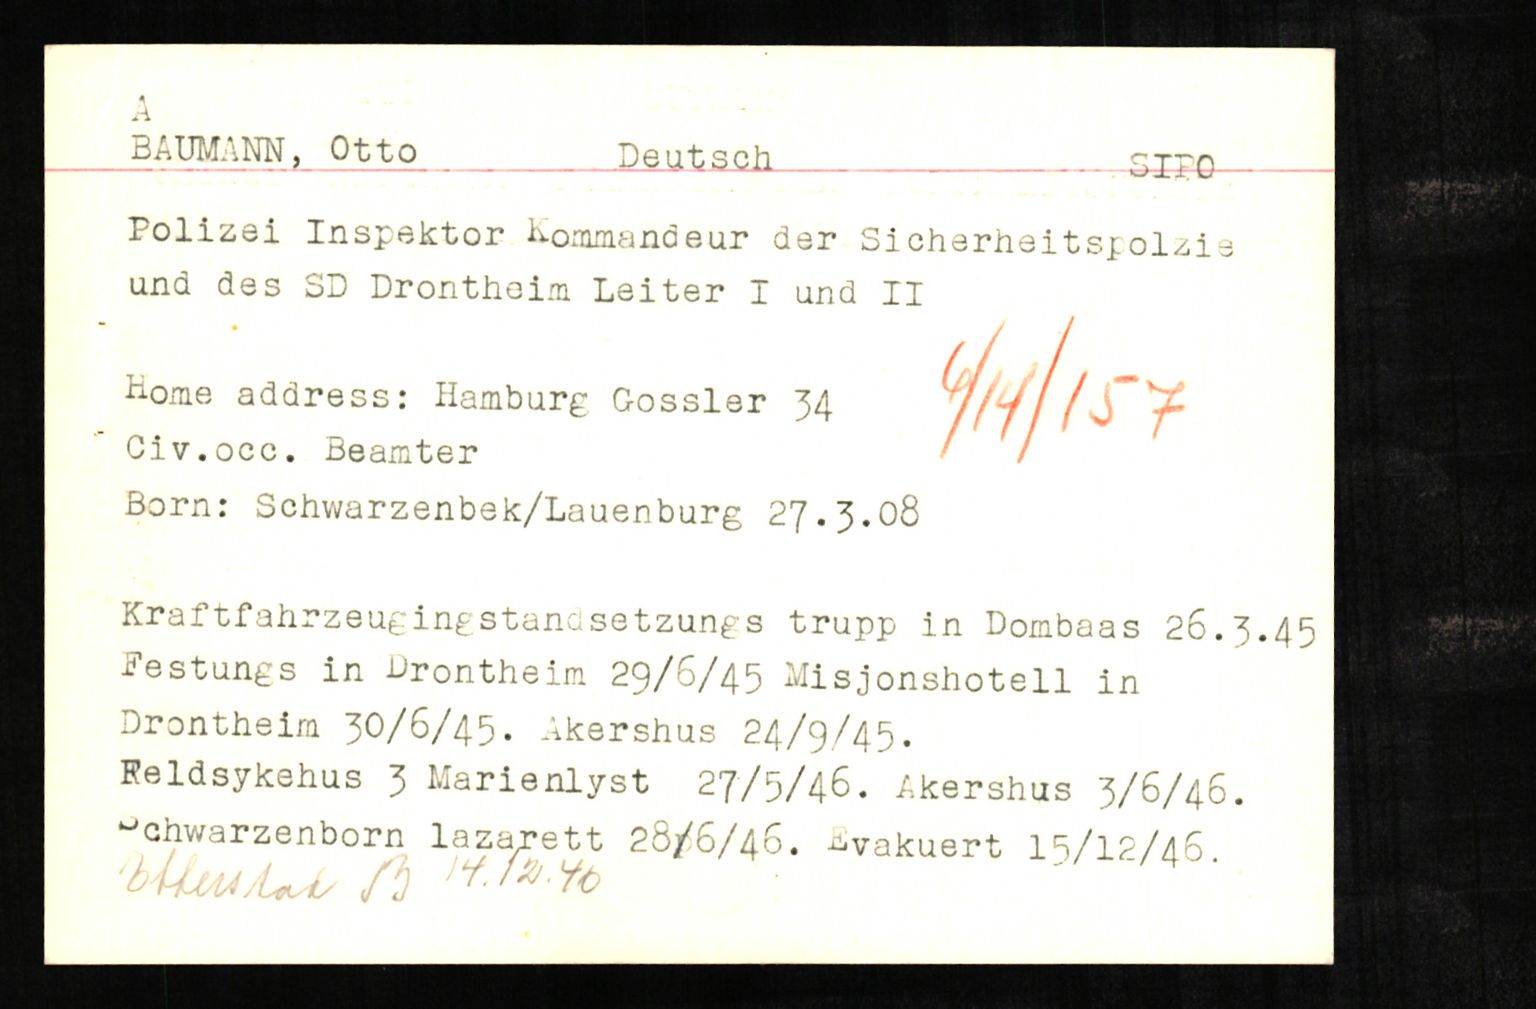 A
BAUMANN, Otto Deutsch SIPO
Polizei Inspektor Kommandeur der Sicherheitspolzie
und des SD Drontheim Leiter I und II
6/14/157
Home address: Hamburg Gossler 34
Civ.occ. Beamter
Born: Schwarzenbek/Lauenburg 27.3.08
Kraftfahrzeugingstandsetzungs trupp in Dombaas 26.3.45
Festungs in Drontheim 29/6/45 Misjonshotell in
Drontheim 30/6/45. Akershus 24/9/45.
Feldsykehus 3 Marienlyst 27/5/46. Akershus 3/6/46.
Schwarzenborn lazarett 28/6/46. Evakuert 15/12/46.
14.12.46